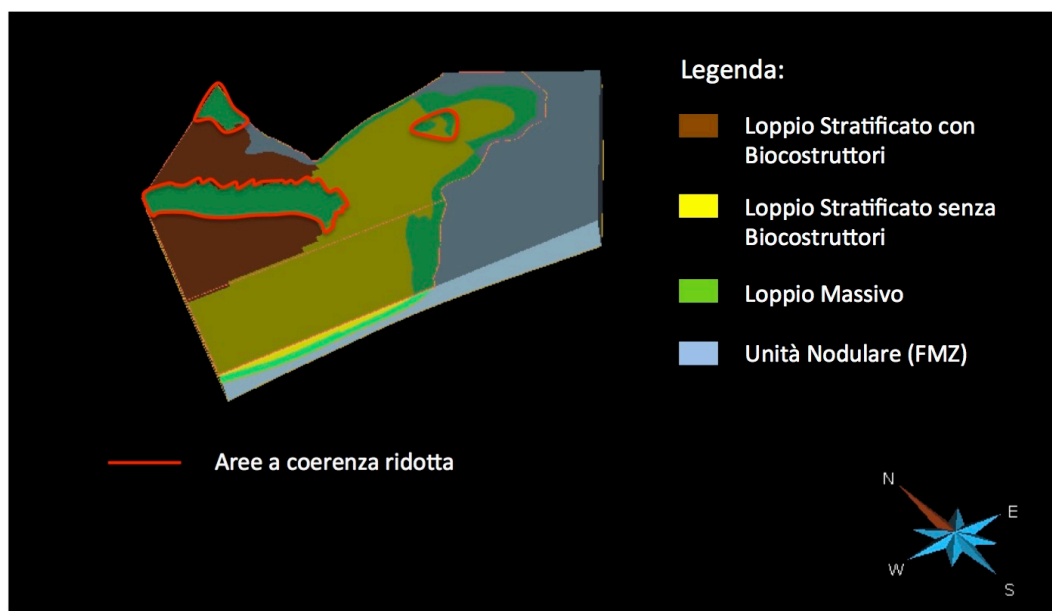 Legenda:
Loppio Stratificato con
Biocostruttori
Loppio Stratificato senza
Biocostruttori
Loppio Massivo
Unità Nodulare (FMZ)
Aree a coerenza ridotta
N
E
W
S